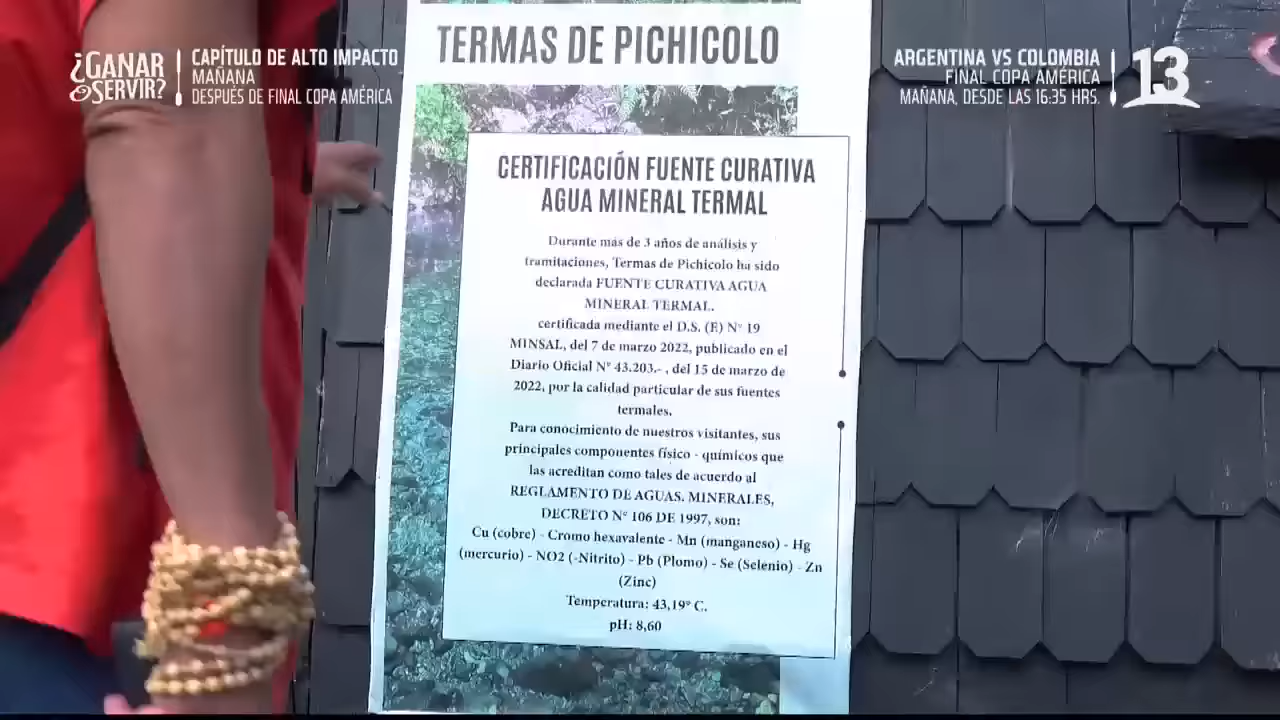 ¿GANAR
O SERVIR?
CAPÍTULO DE ALTO IMPACTO
MAÑANA
DESPUÉS DE FINAL COPA AMÉRICA
ARGENTINA VS COLOMBIA
FINAL COPA AMÉRICA
MAÑANA, DESDE LAS 16:35 HRS.
13
TERMAS DE PICHICOLO
CERTIFICACIÓN FUENTE CURATIVA
AGUA MINERAL TERMAL
Durante más de 3 años de análisis y
tramitaciones, Termas de Pichicolo ha sido
declarada FUENTE CURATIVA AGUA
MINERAL TERMAL.
certificada mediante el D.S. (E) N° 19
MINSAL, del 7 de marzo 2022, publicado en el
Diario Oficial N° 43.203.- , del 15 de marzo de
2022, por la calidad particular de sus fuentes
termales.
Para conocimiento de nuestros visitantes, sus
principales componentes físico - químicos que
las acreditan como tales de acuerdo al
REGLAMENTO DE AGUAS. MINERALES,
DECRETO N° 106 DE 1997, son:
Cu (cobre) - Cromo hexavalente - Mn (manganeso) - Hg
(mercurio) - NO2 (-Nitrito) - Pb (Plomo) - Se (Selenio) - Zn
(Zinc)
Temperatura: 43,19° C.
pH: 8,60